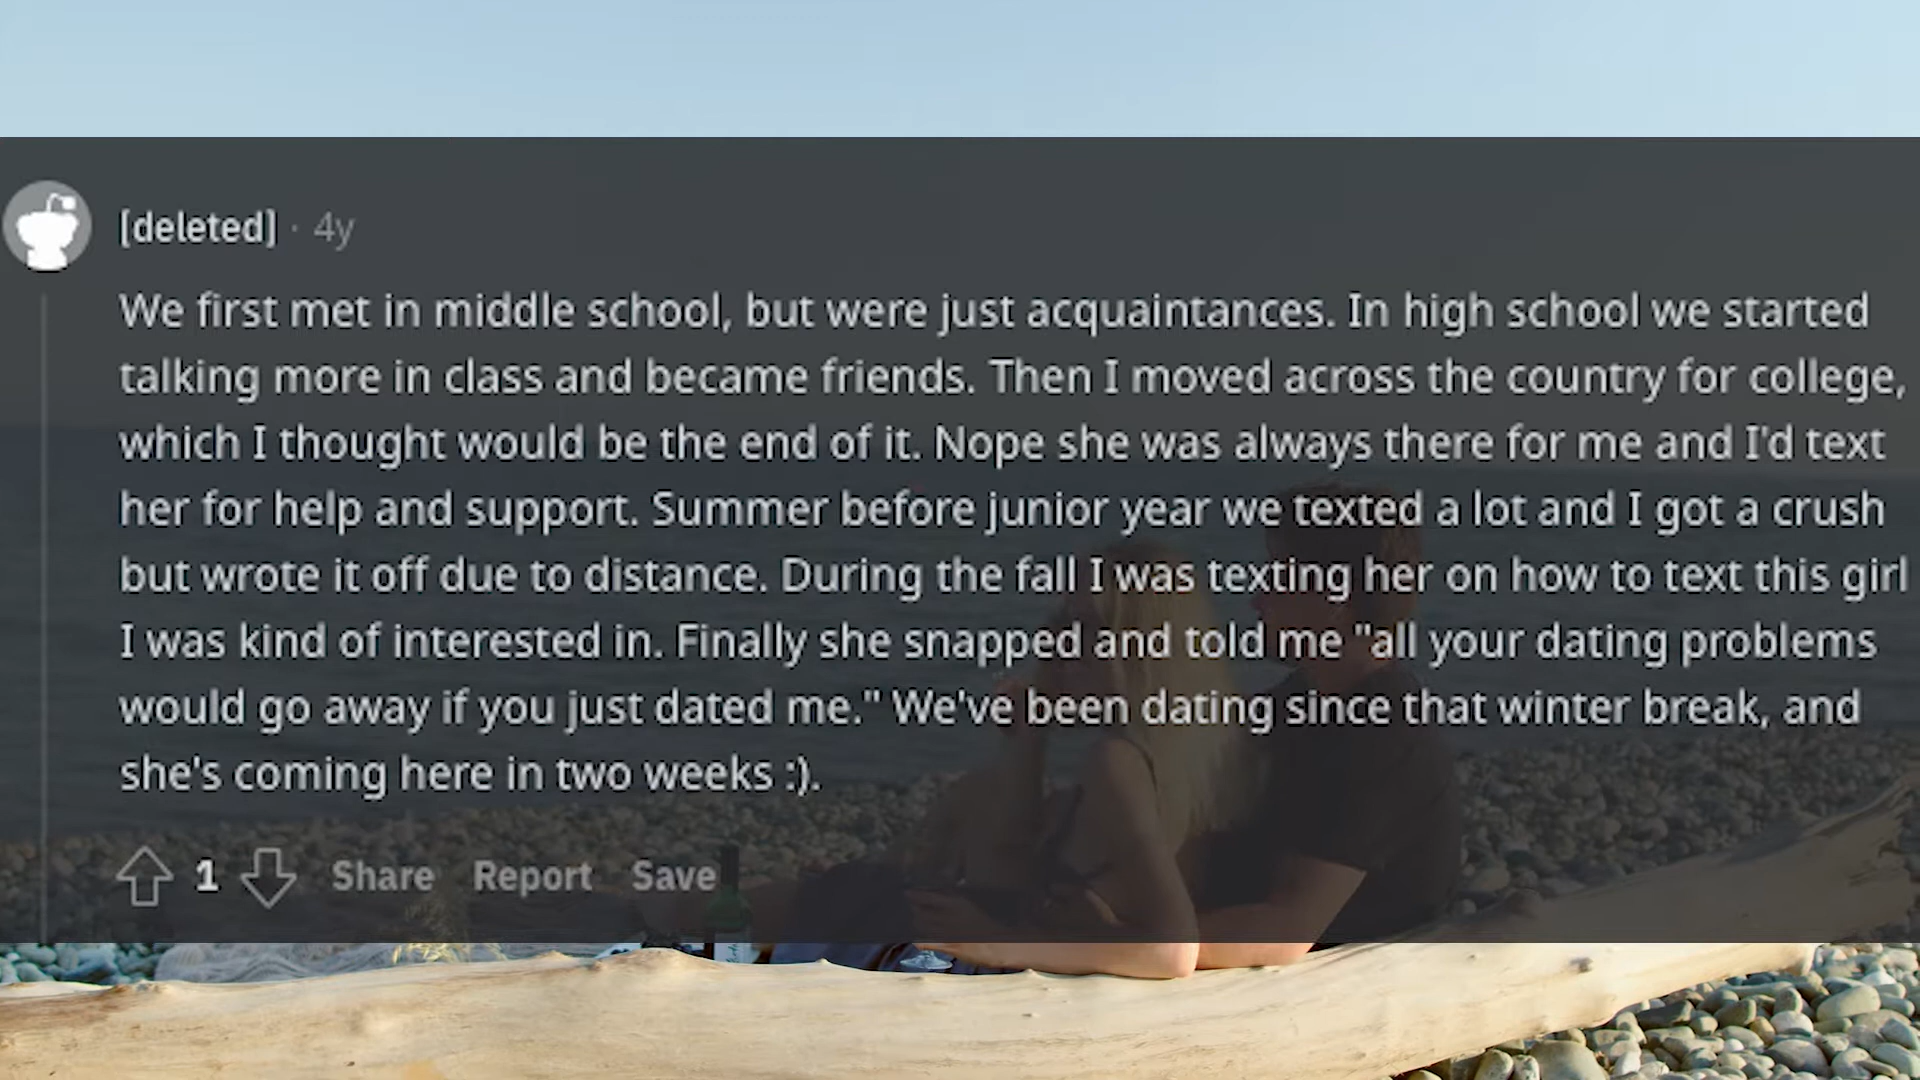 [deleted] · 4y
We first met in middle school, but were just acquaintances. In high school we started
talking more in class and became friends. Then I moved across the country for college,
which I thought would be the end of it. Nope she was always there for me and I'd text
her for help and support. Summer before junior year we texted a lot and I got a crush
but wrote it off due to distance. During the fall I was texting her on how to text this girl
I was kind of interested in. Finally she snapped and told me "all your dating problems
would go away if you just dated me." We've been dating since that winter break, and
she's coming here in two weeks :).
1 Share Report Save